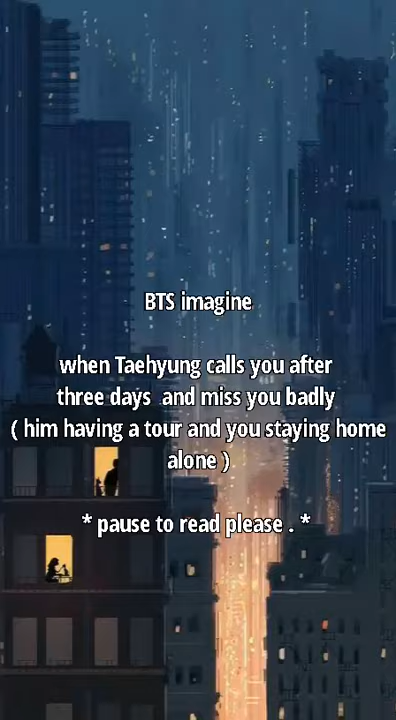 BTS imagine
when Taehyung calls you after
three days and miss you badly
( him having a tour and you staying home
alone )
* pause to read please . *